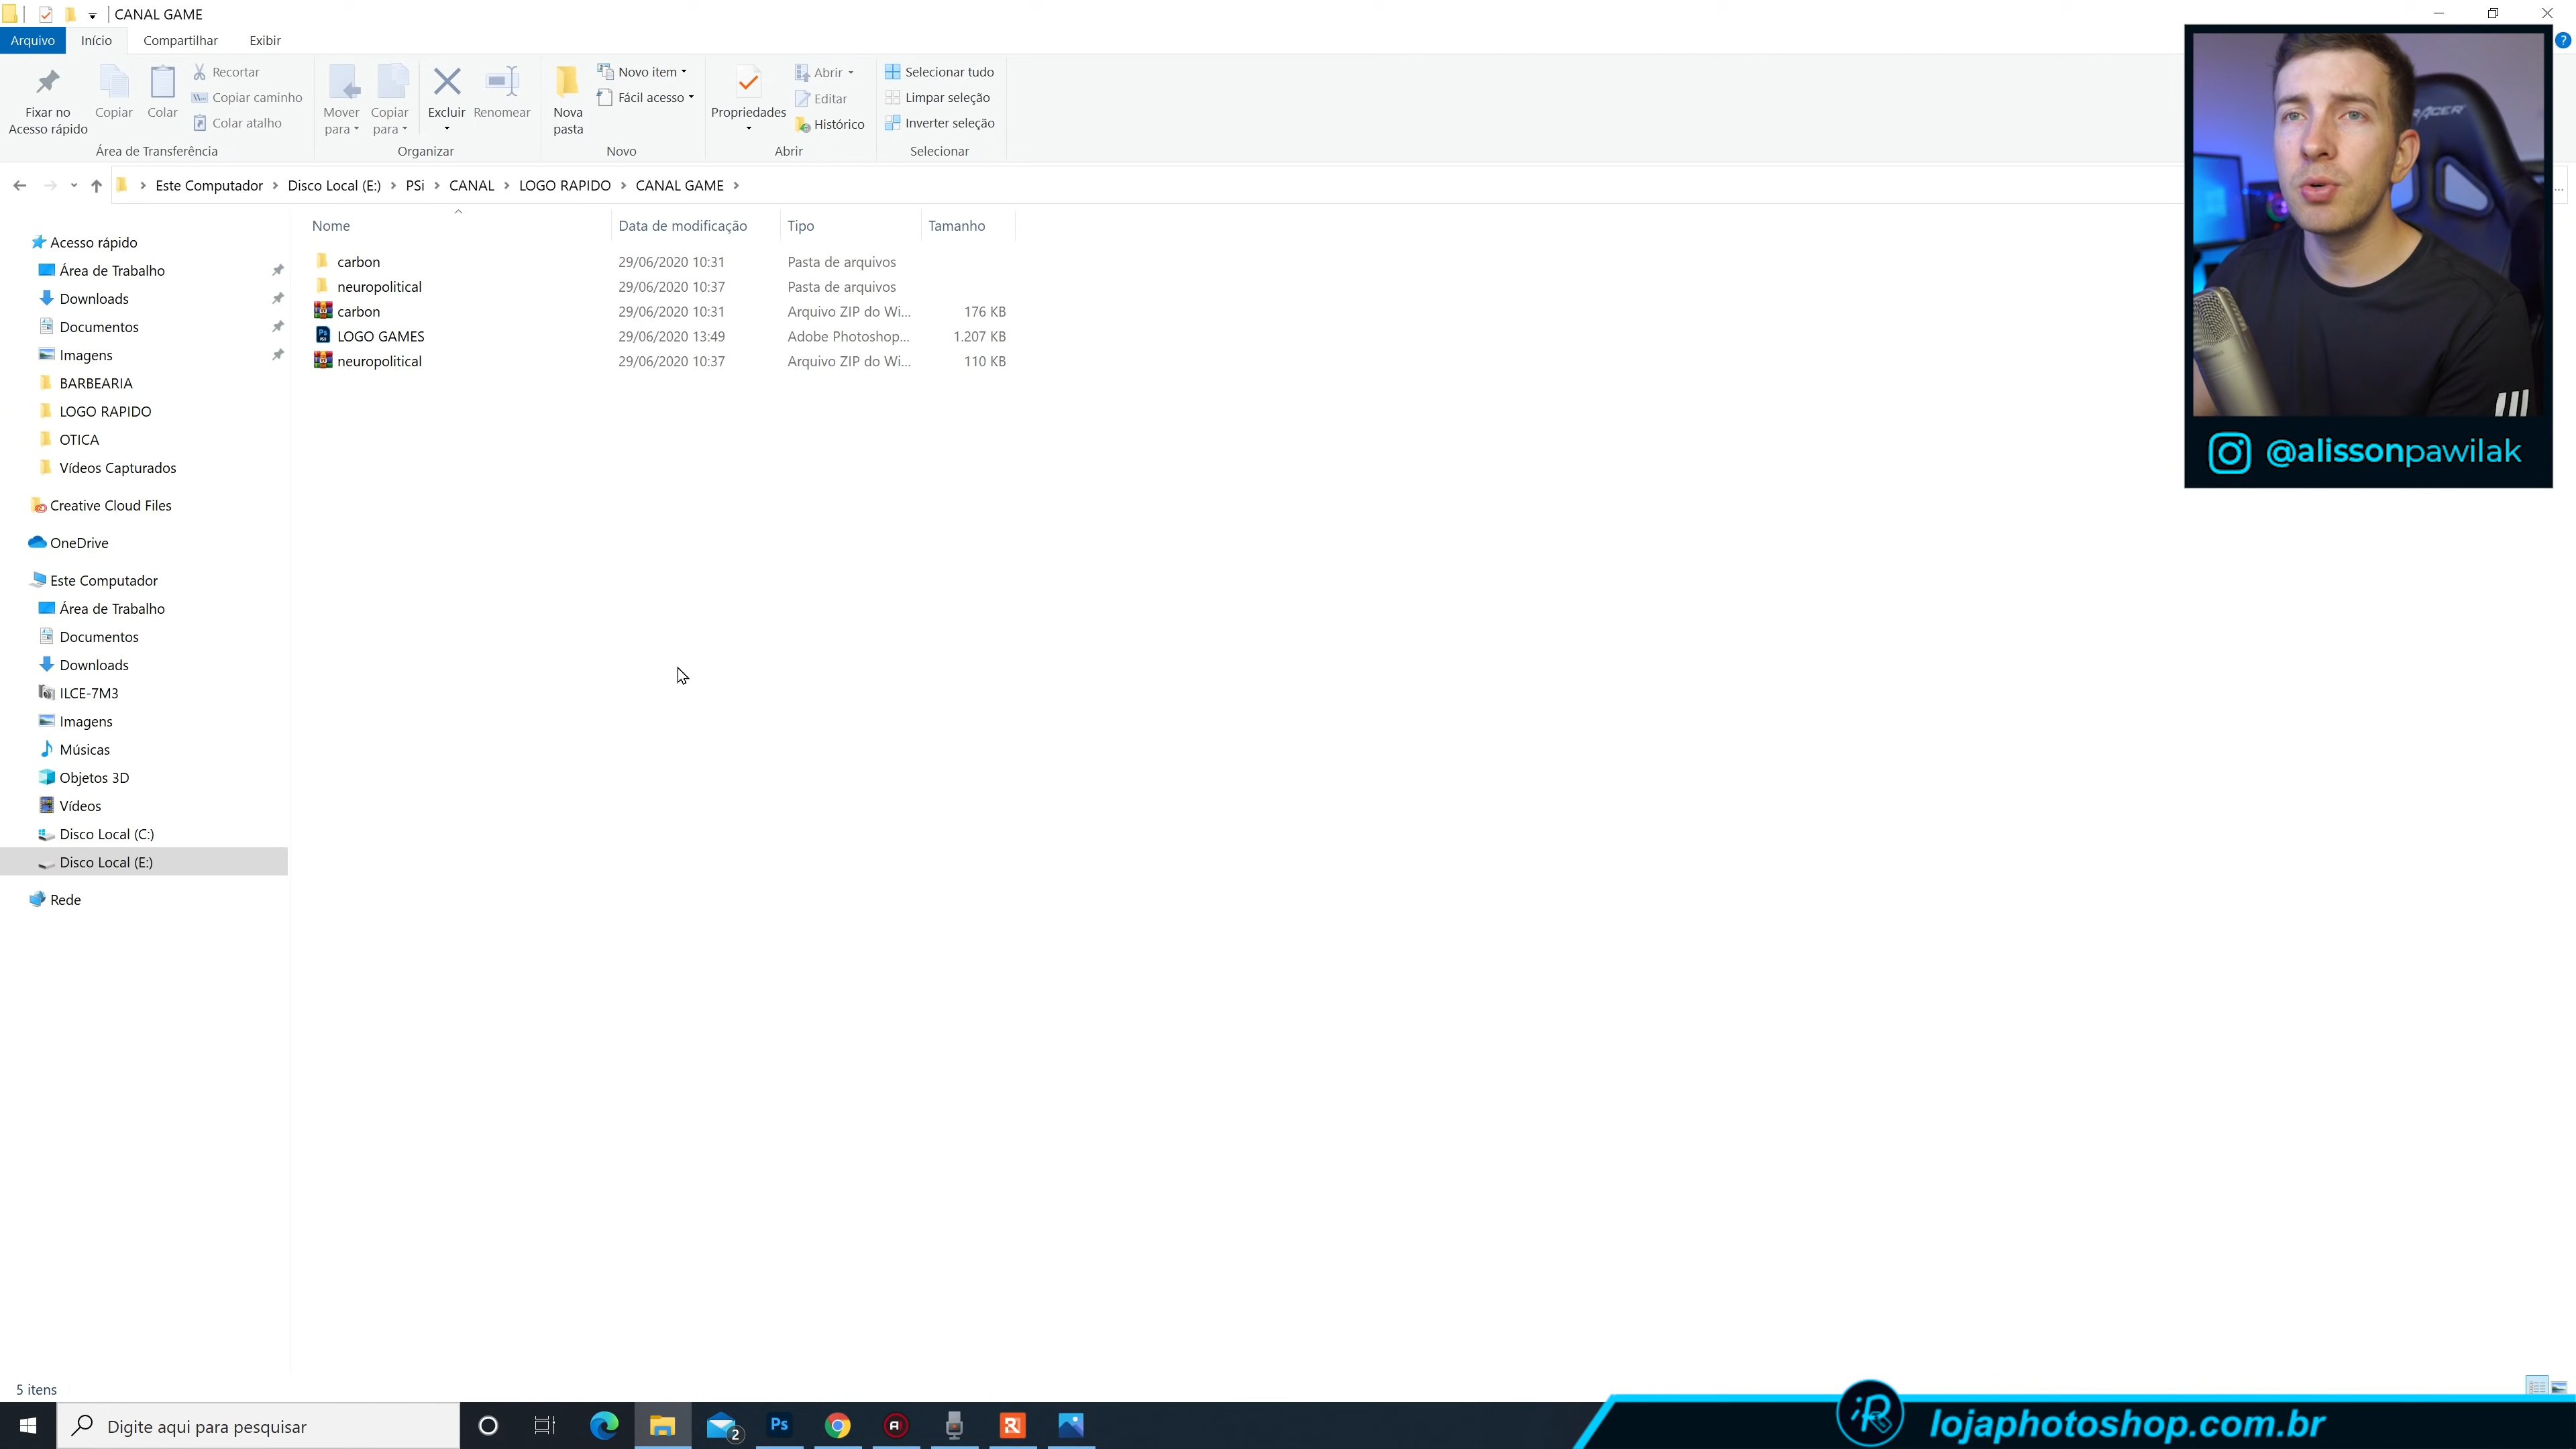 CANAL GAME
Arquivo Início Compartilhar Exibir
Fixar no Acesso rápido
Copiar
Colar
Recortar
Copiar caminho
Colar atalho
Área de Transferência
Mover para
Copiar para
Excluir
Renomear
Organizar
Nova pasta
Novo item
Fácil acesso
Novo
Propriedades
Abrir
Editar
Histórico
Abrir
Selecionar tudo
Limpar seleção
Inverter seleção
Selecionar
Este Computador > Disco Local (E:) > PSi > CANAL > LOGO RAPIDO > CANAL GAME >
Nome Data de modificação Tipo Tamanho
carbon 29/06/2020 10:31 Pasta de arquivos
neuropolitical 29/06/2020 10:37 Pasta de arquivos
carbon 29/06/2020 10:31 Arquivo ZIP do Wi... 176 KB
LOGO GAMES 29/06/2020 13:49 Adobe Photoshop... 1.207 KB
neuropolitical 29/06/2020 10:37 Arquivo ZIP do Wi... 110 KB
Acesso rápido
Área de Trabalho
Downloads
Documentos
Imagens
BARBEARIA
LOGO RAPIDO
OTICA
Vídeos Capturados
Creative Cloud Files
OneDrive
Este Computador
Área de Trabalho
Documentos
Downloads
ILCE-7M3
Imagens
Músicas
Objetos 3D
Vídeos
Disco Local (C:)
Disco Local (E:)
Rede
@alissonpawilak
5 itens
Digite aqui para pesquisar
2
Ps
lojaphotoshop.com.br